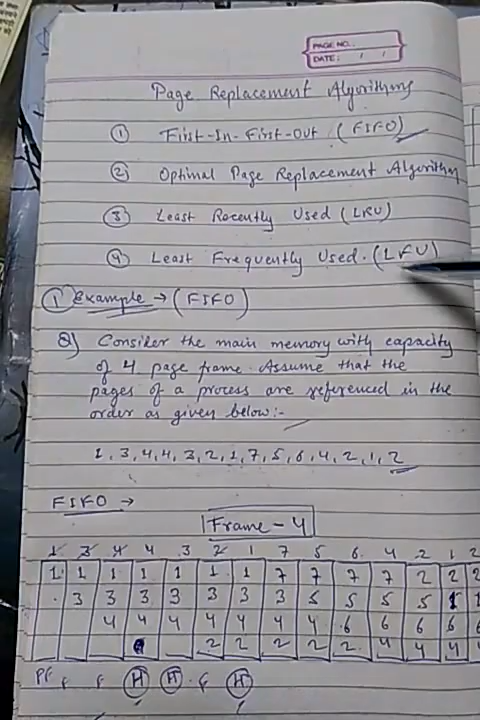 PAGE NO.:
DATE: / /
Page Replacement Algorithms
① First-In-First-Out (FIFO)
② Optimal Page Replacement Algorithm
③ Least Recently Used (LRU)
④ Least Frequently Used. (LFU)
① Example → (FIFO)
Q) Consider the main memory with capacity
of 4 page frame. Assume that the
pages of a process are referenced in the
order as given below:-
1, 3, 4, 4, 3, 2, 1, 7, 5, 6, 4, 2, 1, 2
FIFO →
Frame - 4
1 3 4 4 3 2 1 7 5 6 4 2 1 2
1 1 1 1 1 1 1 7 7 7 7 2 2 2
3 3 3 3 3 3 3 5 5 5 5 1 1
4 4 4 4 4 4 4 6 6 6 6 6
2 2 2 2 2 4 4 4 4
PF F F H H F H